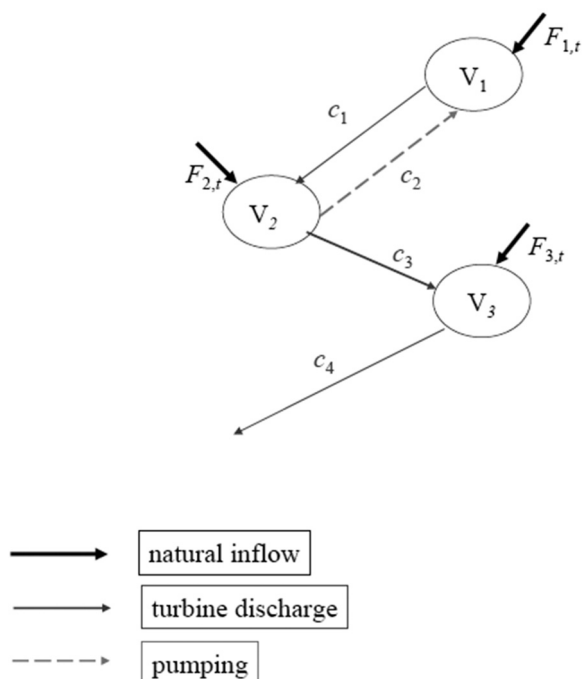 F1,t
V1
c1
F2,t
c2
V2
F3,t
c3
V3
c4
natural inflow
turbine discharge
pumping